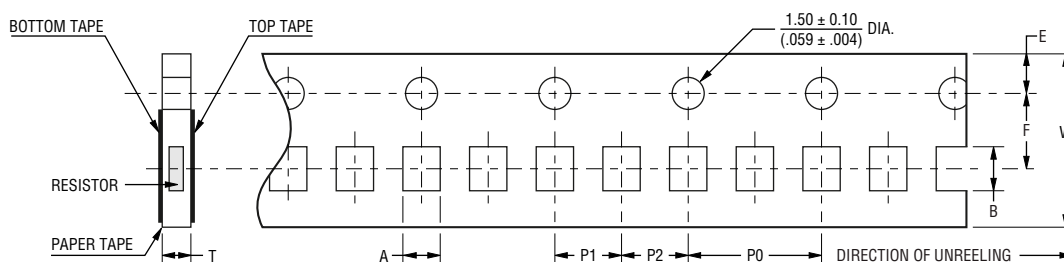 BOTTOM TAPE
TOP TAPE
1.50 ± 0.10
(.059 ± .004)
DIA.
E
F
W
RESISTOR
B
PAPER TAPE
T
A
P1
P2
P0
DIRECTION OF UNREELING